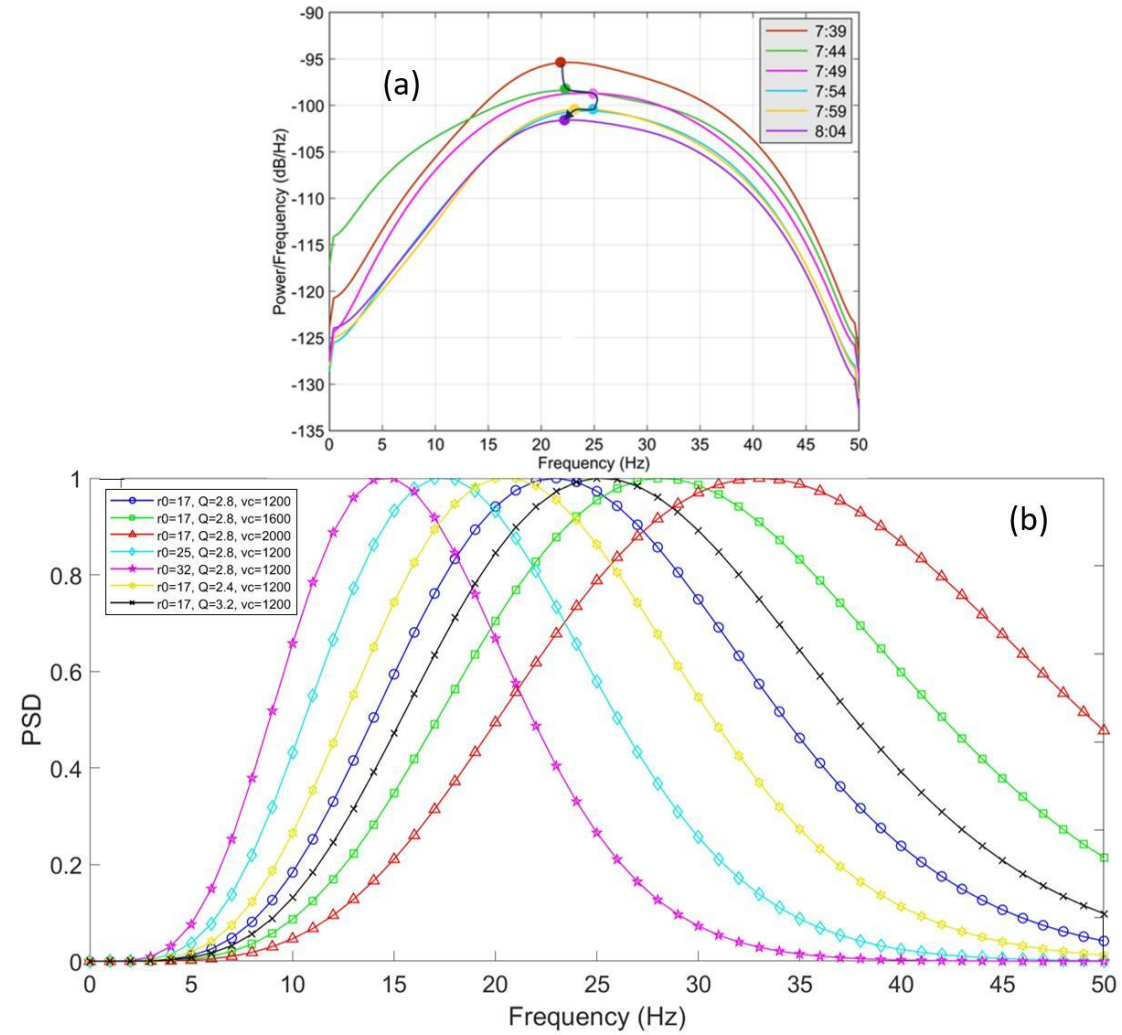 -90
-95
-100
-105
-110
-115
-120
-125
-130
-135
Power/Frequency (dB/Hz)
(a)
7:39
7:44
7:49
7:54
7:59
8:04
0 5 10 15 20 25 30 35 40 45 50
Frequency (Hz)
1
0.8
0.6
0.4
0.2
0
PSD
r0=17, Q=2.8, vc=1200
r0=17, Q=2.8, vc=1600
r0=17, Q=2.8, vc=2000
r0=25, Q=2.8, vc=1200
r0=32, Q=2.8, vc=1200
r0=17, Q=2.4, vc=1200
r0=17, Q=3.2, vc=1200
(b)
0 5 10 15 20 25 30 35 40 45 50
Frequency (Hz)